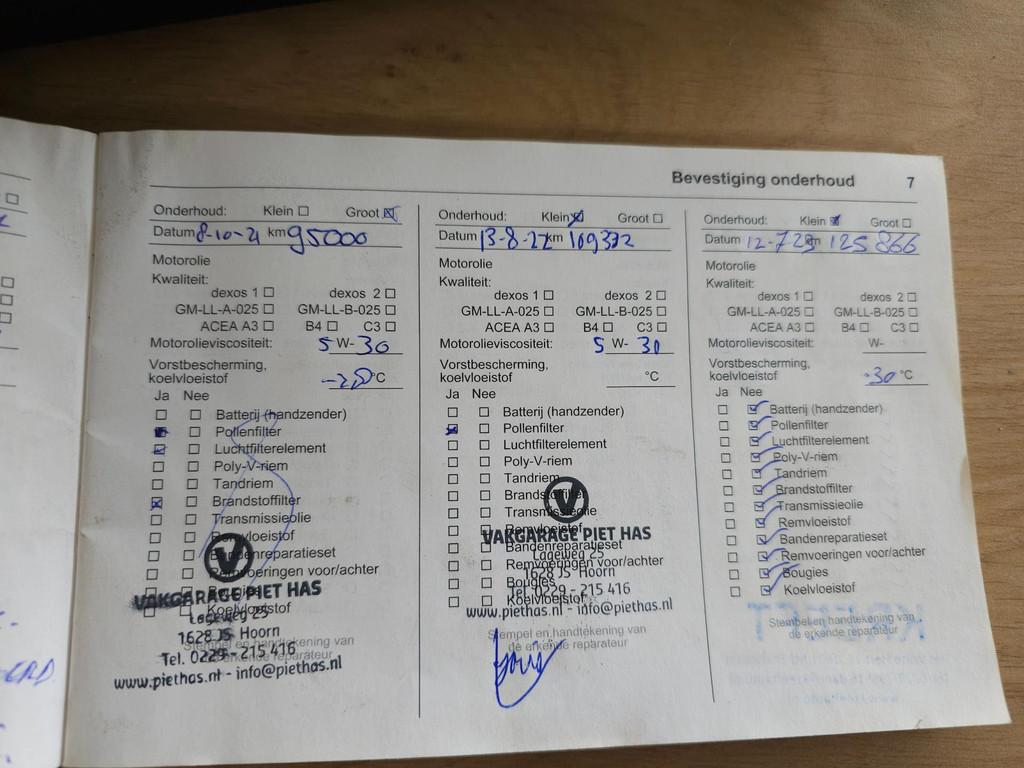 Bevestiging onderhoud 7
Onderhoud: Klein ☐ Groot ☒
Datum 8-10-21 km 95000
Motorolie
Kwaliteit:
dexos 1 ☐ dexos 2 ☐
GM-LL-A-025 ☐ GM-LL-B-025 ☐
ACEA A3 ☐ B4 ☐ C3 ☐
Motorolieviscositeit: 5 W- 30
Vorstbescherming,
koelvloeistof °C
Ja Nee
Batterij (handzender)
Pollenfilter
Luchtfilterelement
Poly-V-riem
Tandriem
Brandstoffilter
Transmissieolie
Remvloeistof
Bandenreparatieset
Remvoeringen voor/achter
Koelvloeistof
VAKGARAGE PIET HAS
Lageweg 25
1628 JS Hoorn
Stempel en handtekening van
de erkende reparateur
Tel. 0229 - 215 416
www.piethas.nl - info@piethas.nl
Onderhoud: Klein ☒ Groot ☐
Datum 13-8-22 km 109372
Motorolie
Kwaliteit:
dexos 1 ☐ dexos 2 ☐
GM-LL-A-025 ☐ GM-LL-B-025 ☐
ACEA A3 ☐ B4 ☐ C3 ☐
Motorolieviscositeit: 5 W- 30
Vorstbescherming,
koelvloeistof °C
Ja Nee
Batterij (handzender)
Pollenfilter
Luchtfilterelement
Poly-V-riem
Tandriem
Brandstoffilter
Transmissieolie
Remvloeistof
Bandenreparatieset
Remvoeringen voor/achter
Bougies
Koelvloeistof
VAKGARAGE PIET HAS
Lageweg 25
1628 JS Hoorn
Tel. 0229 - 215 416
www.piethas.nl - info@piethas.nl
Stempel en handtekening van
de erkende reparateur
Onderhoud: Klein ☒ Groot ☐
Datum 12-7-23 km 125866
Motorolie
Kwaliteit:
dexos 1 ☐ dexos 2 ☐
GM-LL-A-025 ☐ GM-LL-B-025 ☐
ACEA A3 ☐ B4 ☐ C3 ☐
Motorolieviscositeit: W-
Vorstbescherming,
koelvloeistof -30 °C
Ja Nee
Batterij (handzender)
Pollenfilter
Luchtfilterelement
Poly-V-riem
Tandriem
Brandstoffilter
Transmissieolie
Remvloeistof
Bandenreparatieset
Remvoeringen voor/achter
Bougies
Koelvloeistof
Stempel en handtekening van
de erkende reparateur